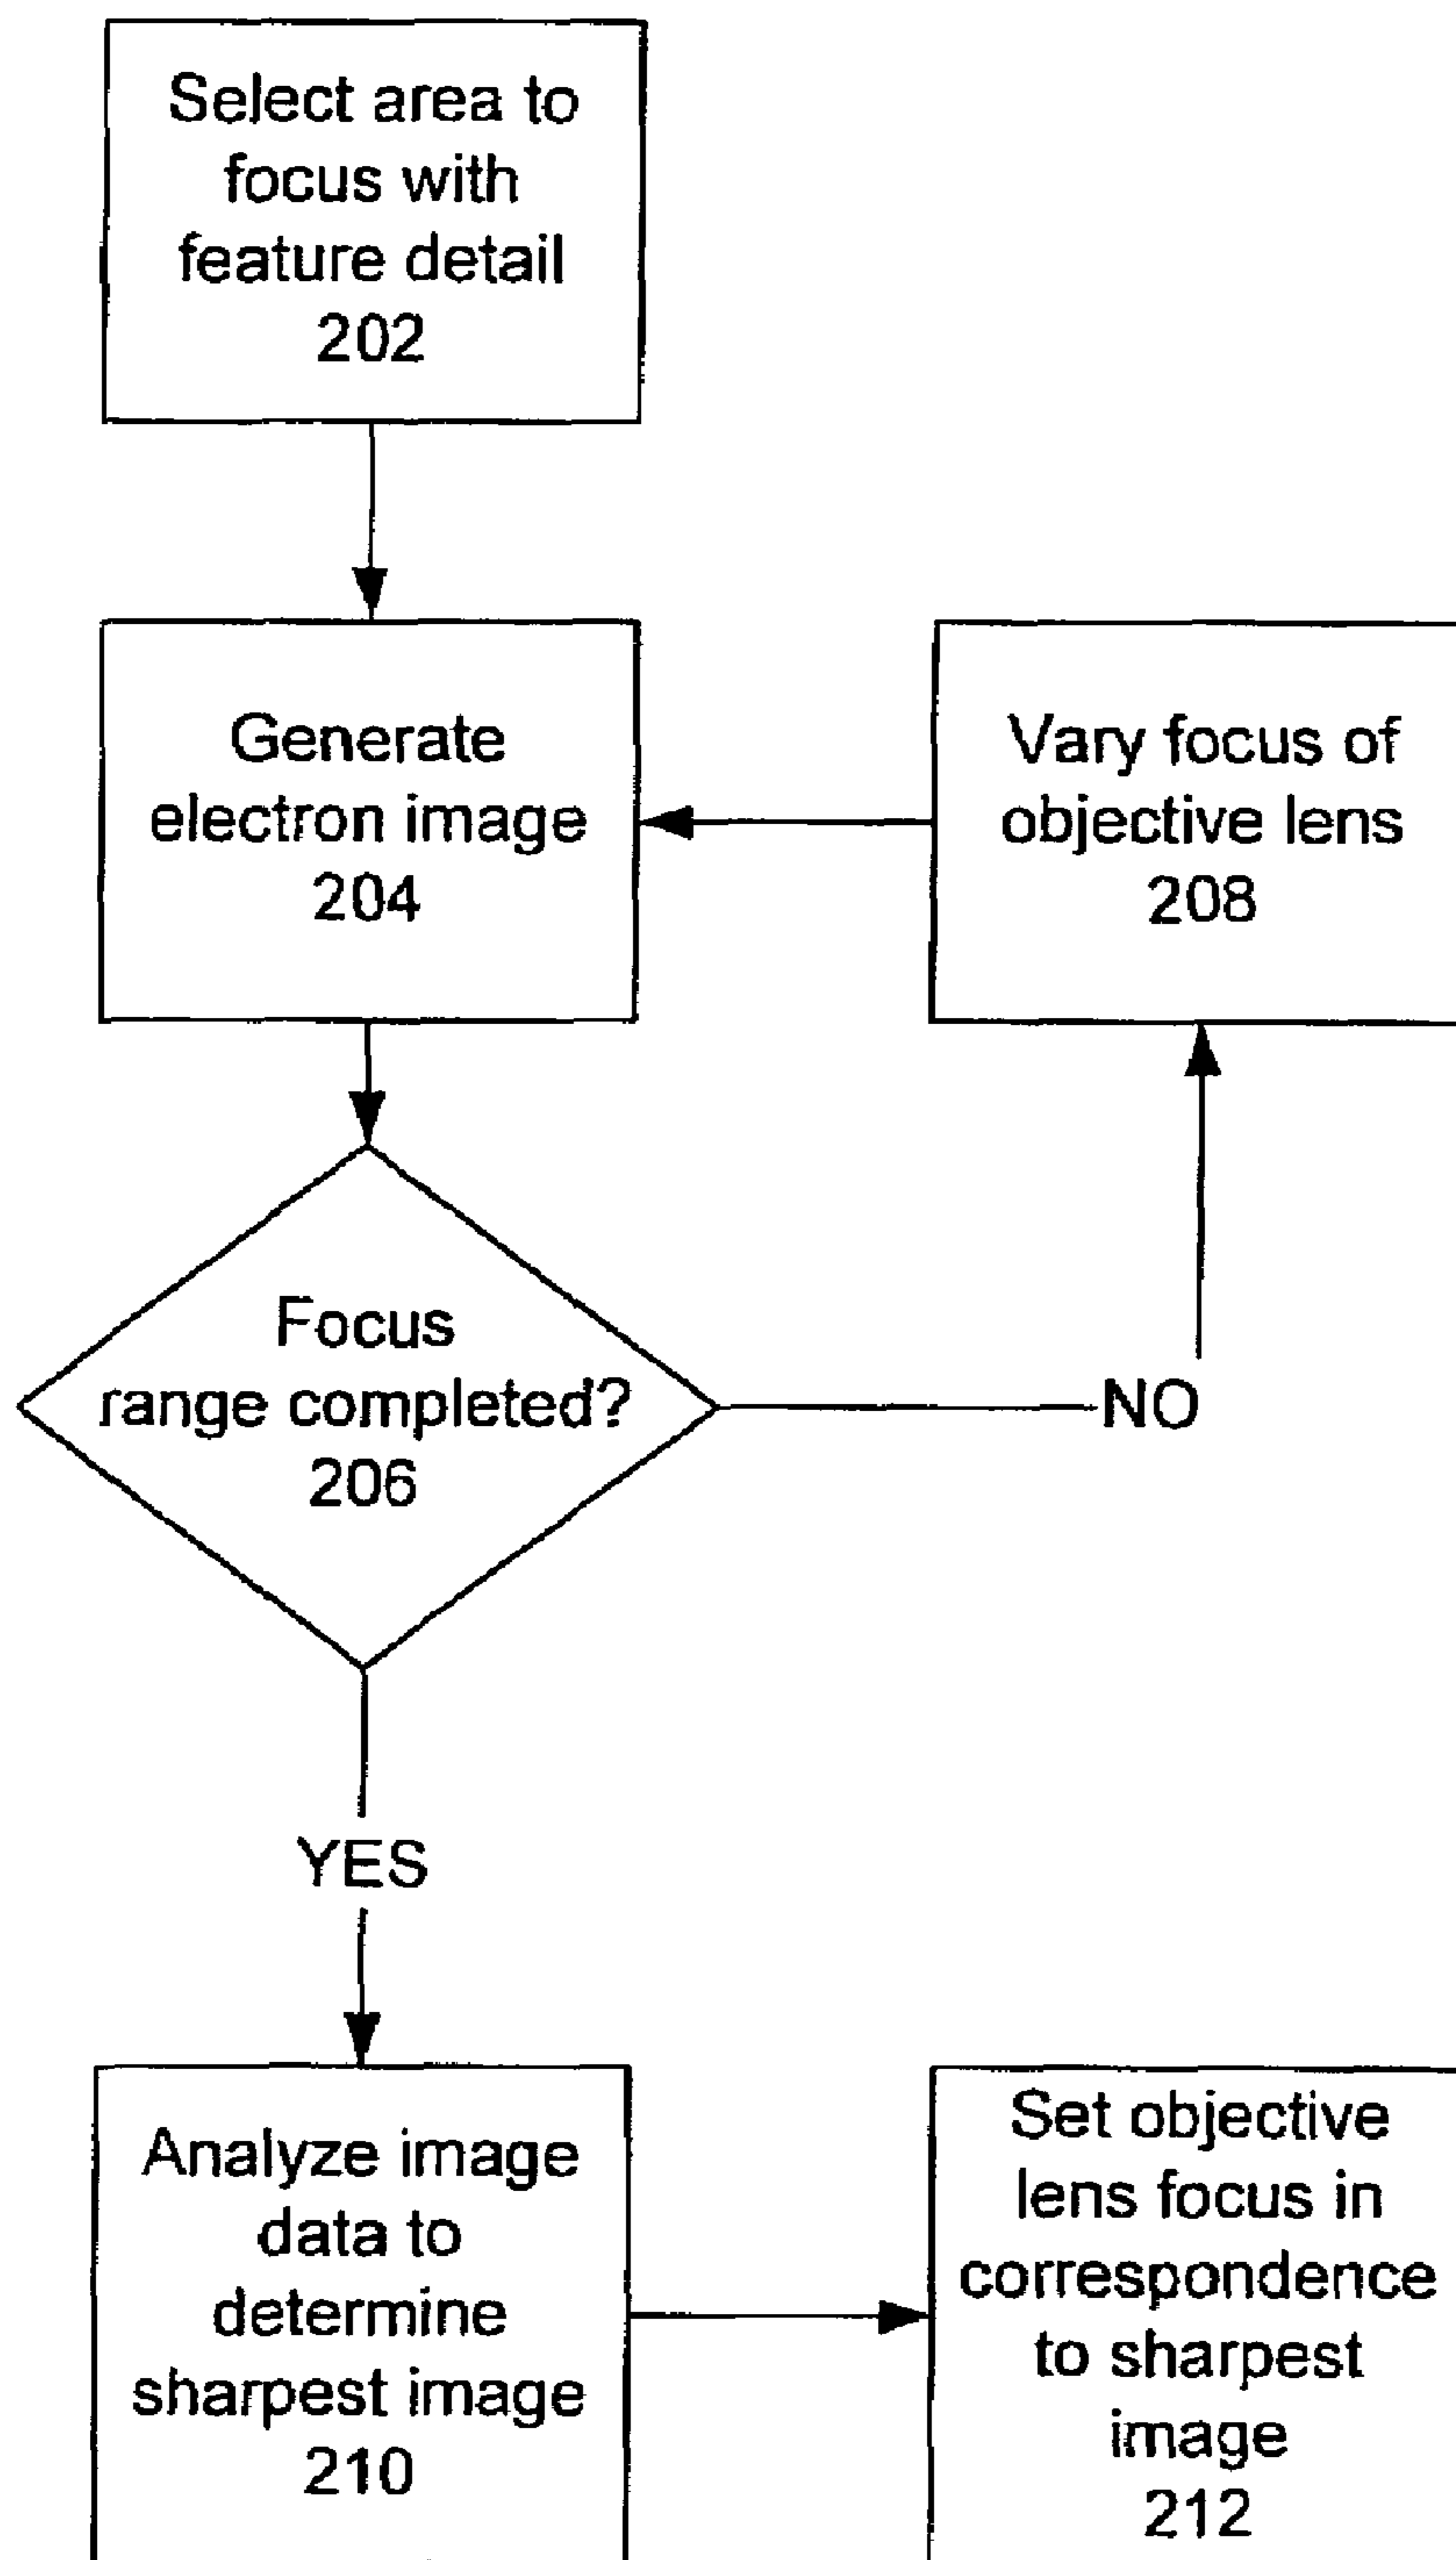 Select area to
focus with
feature detail
202
Generate
electron image
204
Vary focus of
objective lens
208
Focus
range completed?
206
NO
YES
Analyze image
data to
determine
sharpest image
210
Set objective
lens focus in
correspondence
to sharpest
image
212